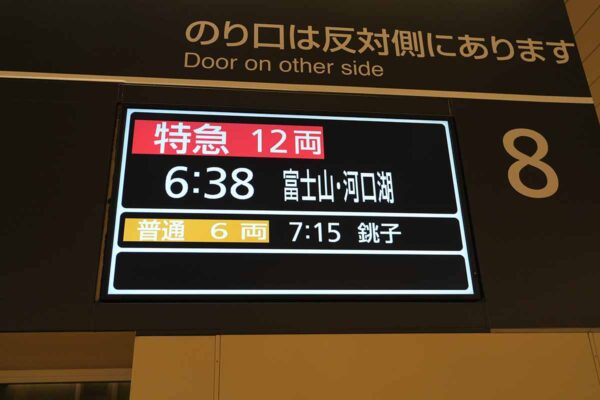 のり口は反対側にあります
Door on other side
8
特急 12両
6:38 富士山・河口湖
普通 6両 7:15 銚子